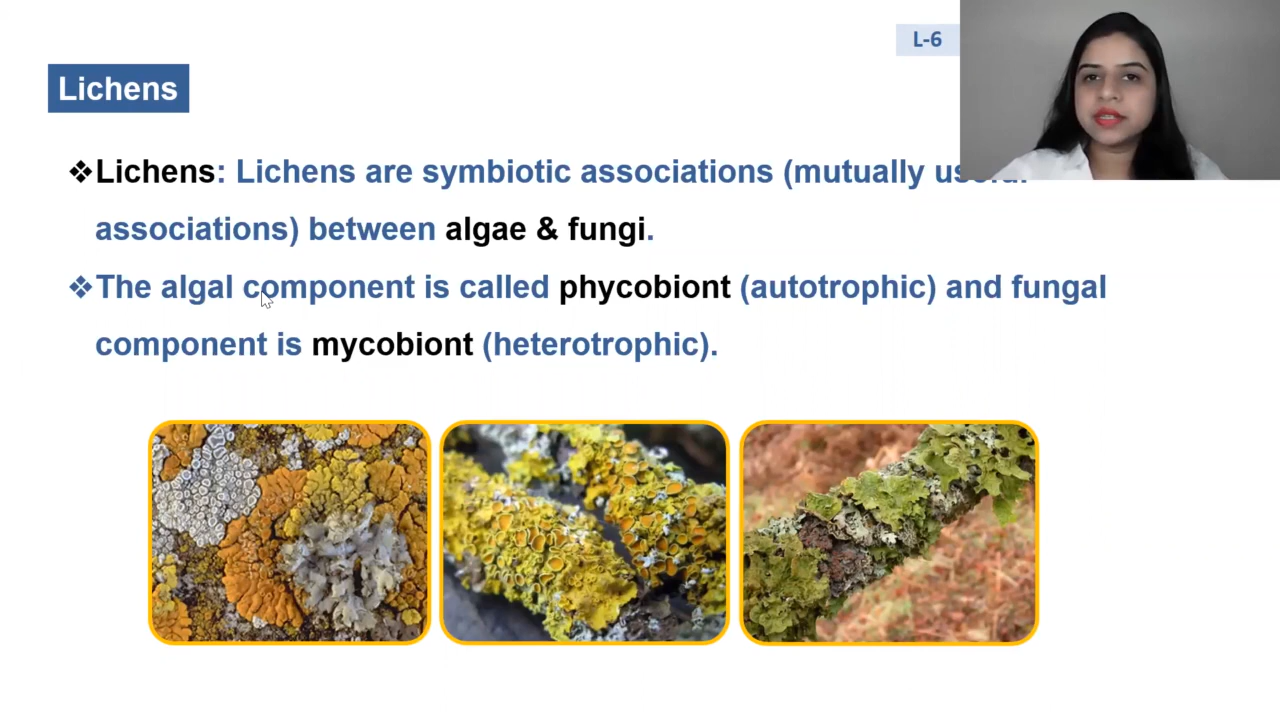 L-6
Lichens
❖Lichens: Lichens are symbiotic associations (mutually
associations) between algae & fungi.
❖The algal component is called phycobiont (autotrophic) and fungal
component is mycobiont (heterotrophic).